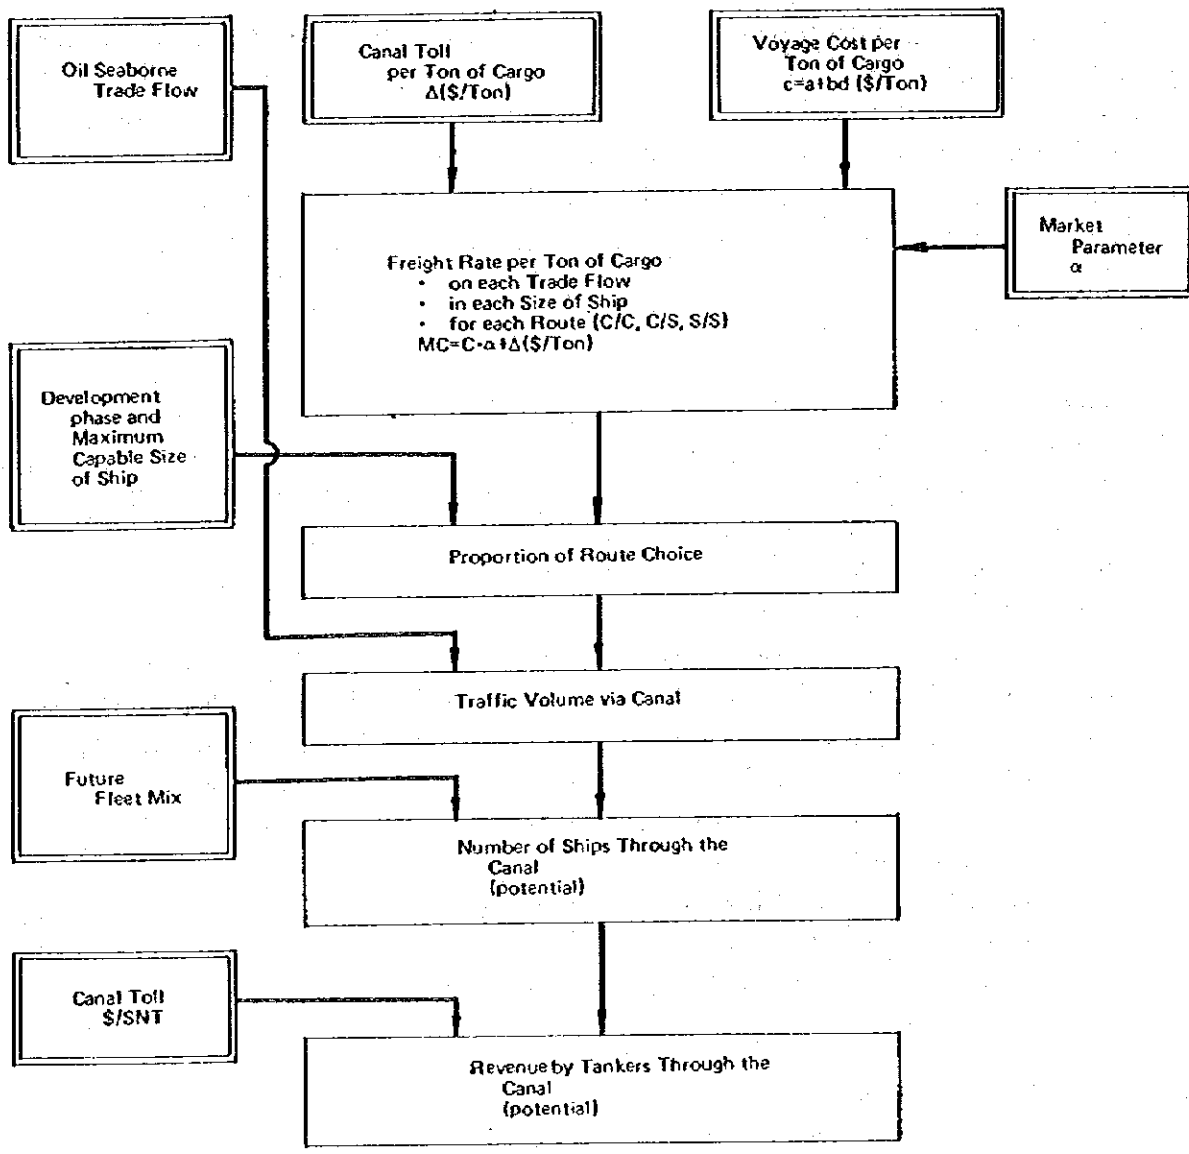 Oil Seaborne
Trade Flow
Canal Toll
per Ton of Cargo
Δ($/Ton)
Voyage Cost per
Ton of Cargo
c=a+bd ($/Ton)
Market
Parameter
α
Freight Rate per Ton of Cargo
• on each Trade Flow
• in each Size of Ship
• for each Route (C/C, C/S, S/S)
MC=C·α+Δ($/Ton)
Development
phase and
Maximum
Capable Size
of Ship
Proportion of Route Choice
Traffic Volume via Canal
Future
Fleet Mix
Number of Ships Through the
Canal
(potential)
Canal Toll
$/SNT
Revenue by Tankers Through the
Canal
(potential)